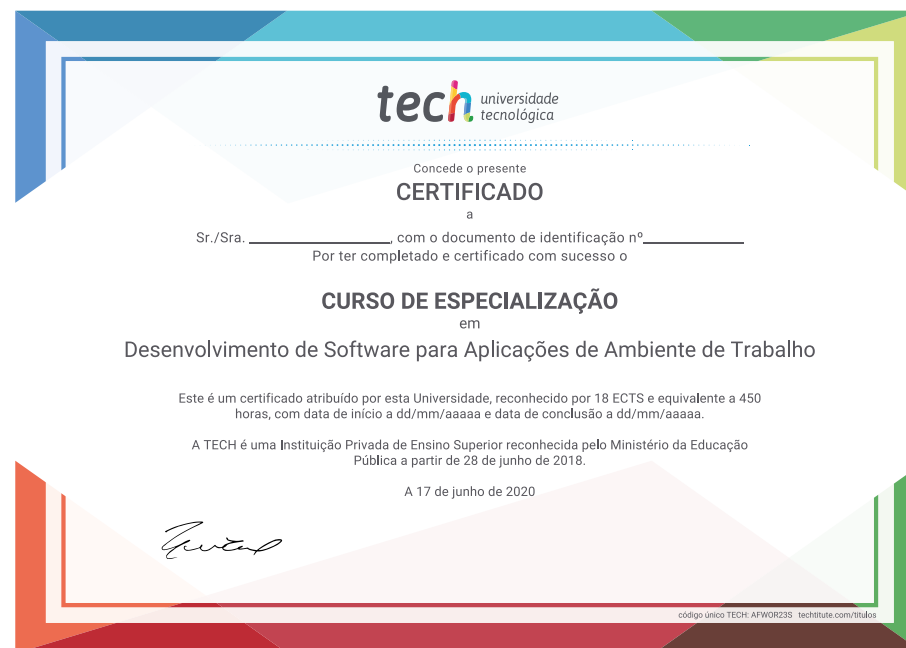 tech universidade
tecnológica
Concede o presente
CERTIFICADO
a
Sr./Sra. ____________________, com o documento de identificação nº______________
Por ter completado e certificado com sucesso o
CURSO DE ESPECIALIZAÇÃO
em
Desenvolvimento de Software para Aplicações de Ambiente de Trabalho
Este é um certificado atribuído por esta Universidade, reconhecido por 18 ECTS e equivalente a 450
horas, com data de início a dd/mm/aaaaa e data de conclusão a dd/mm/aaaaa.
A TECH é uma Instituição Privada de Ensino Superior reconhecida pelo Ministério da Educação
Pública a partir de 28 de junho de 2018.
A 17 de junho de 2020
código único TECH: AFWOR23S techtitute.com/titulos